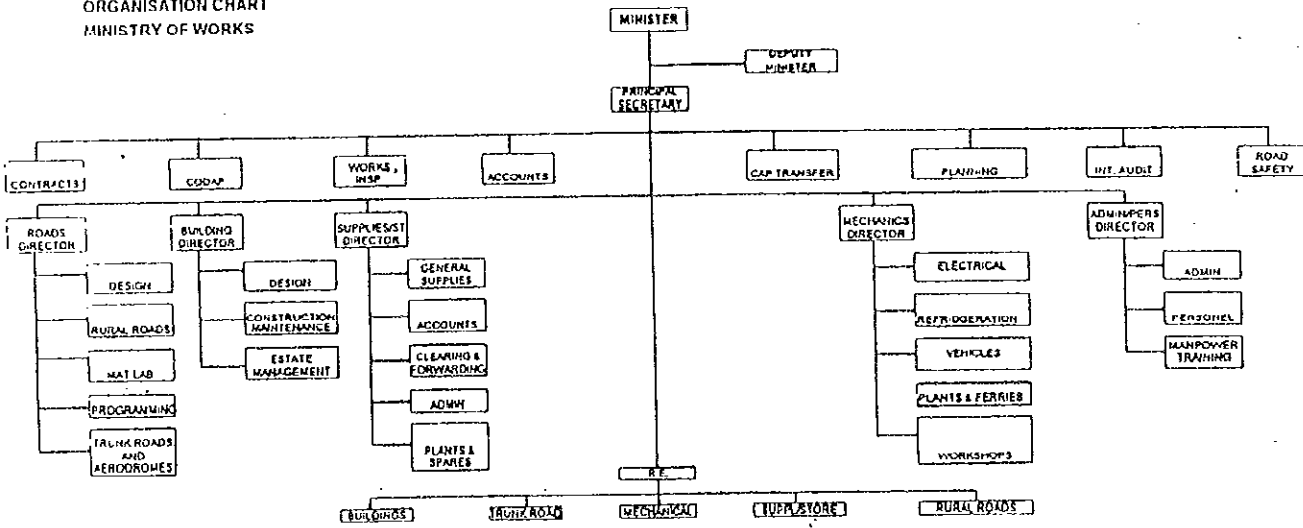 ORGANISATION CHART
MINISTRY OF WORKS
MINISTER
DEPUTY
MINISTER
PRINCIPAL
SECRETARY
CONTRACTS
CODAP
WORKS,
INSP
ACCOUNTS
CAP TRANSFER
PLANNING
INT. AUDIT
ROAD
SAFETY
ROADS
DIRECTOR
BUILDING
DIRECTOR
SUPPLIES/ST
DIRECTOR
MECHANICS
DIRECTOR
ADMIN/PERS
DIRECTOR
DESIGN
RURAL ROADS
MAT LAB
PROGRAMMING
TRUNK ROADS
AND
AERODROMES
DESIGN
CONSTRUCTION
MAINTENANCE
ESTATE
MANAGEMENT
GENERAL
SUPPLIES
ACCOUNTS
CLEARING &
FORWARDING
PLANTS &
SPARES
ELECTRICAL
REFRIDGERATION
VEHICLES
PLANTS & FERRIES
WORKSHOPS
ADMIN
PERSONEL
MANPOWER
TRAINING
R.E.
BUILDINGS
TRUNK ROAD
MECHANICAL
SUPPL/STORE
RURAL ROADS